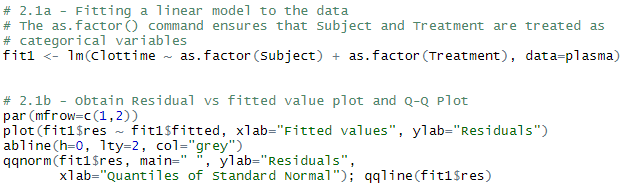 # 2.1a - Fitting a linear model to the data
# The as.factor() command ensures that Subject and Treatment are treated as
# categorical variables
fit1 <- lm(Clottime ~ as.factor(Subject) + as.factor(Treatment), data=plasma)
# 2.1b - Obtain Residual vs fitted value plot and Q-Q Plot
par(mfrow=c(1,2))
plot(fit1$res ~ fit1$fitted, xlab="Fitted values", ylab="Residuals")
abline(h=0, lty=2, col="grey")
qqnorm(fit1$res, main=" ", ylab="Residuals",
xlab="Quantiles of Standard Normal"); qqline(fit1$res)